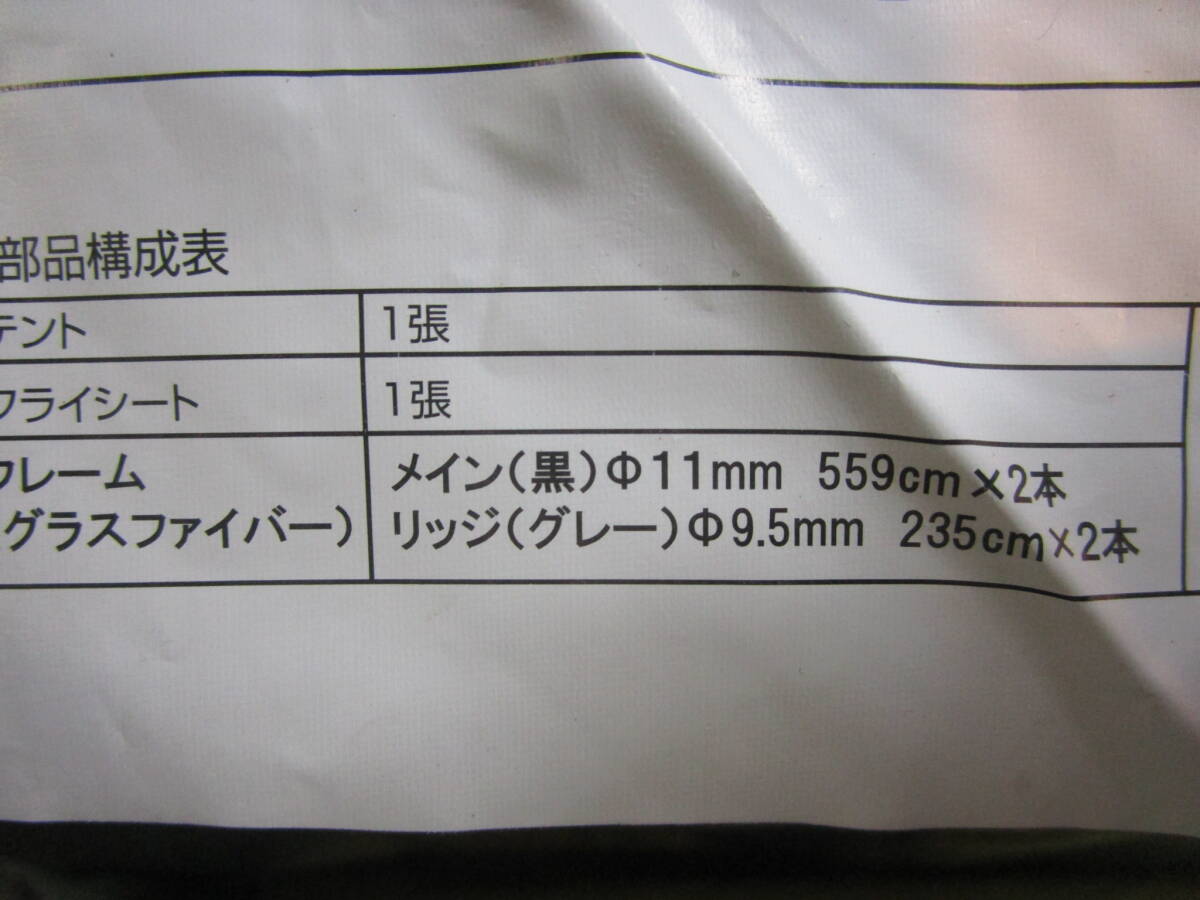 部品構成表
テント 1張
フライシート 1張
フレーム メイン(黒)Φ11mm 559cm×2本
(グラスファイバー) リッジ(グレー)Φ9.5mm 235cm×2本